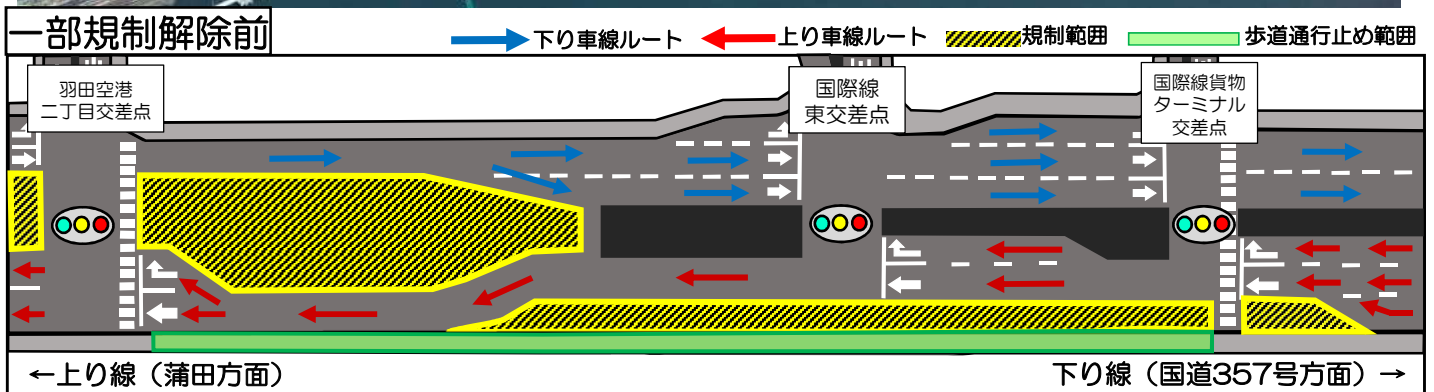 一部規制解除前
下り車線ルート 上り車線ルート 規制範囲 歩道通行止め範囲
羽田空港
二丁目交差点
国際線
東交差点
国際線貨物
ターミナル
交差点
←上り線（蒲田方面）
下り線（国道357号方面）→